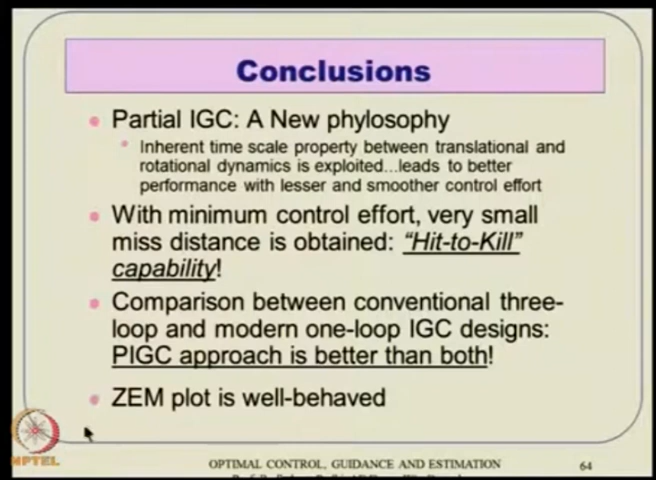 Conclusions
Partial IGC: A New phylosophy
Inherent time scale property between translational and
rotational dynamics is exploited...leads to better
performance with lesser and smoother control effort
With minimum control effort, very small
miss distance is obtained: "Hit-to-Kill"
capability!
Comparison between conventional three-
loop and modern one-loop IGC designs:
PIGC approach is better than both!
ZEM plot is well-behaved
NPTEL
OPTIMAL CONTROL, GUIDANCE AND ESTIMATION
64